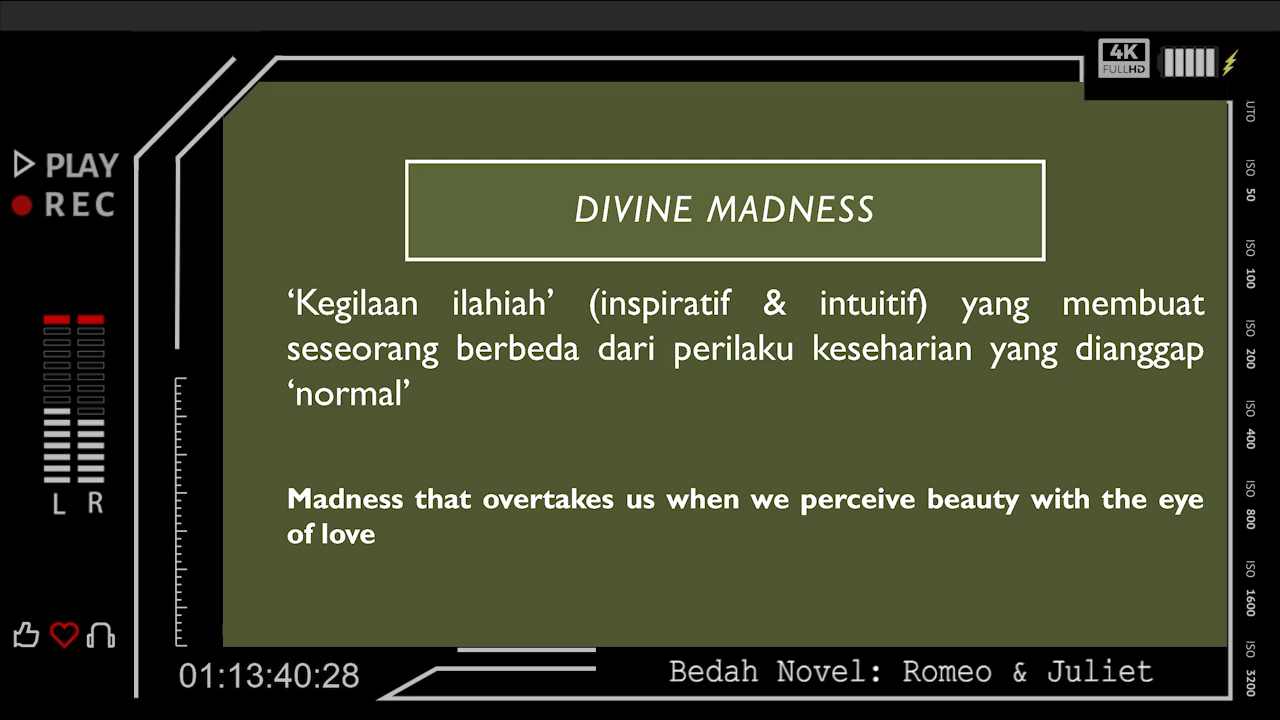 4K
FULLHD
PLAY
REC
DIVINE MADNESS
‘Kegilaan ilahiah’ (inspiratif & intuitif) yang membuat
seseorang berbeda dari perilaku keseharian yang dianggap
‘normal’
Madness that overtakes us when we perceive beauty with the eye
of love
L R
01:13:40:28
Bedah Novel: Romeo & Juliet
UTO
ISO 50
ISO 100
ISO 200
ISO 400
ISO 800
ISO 1600
ISO 3200